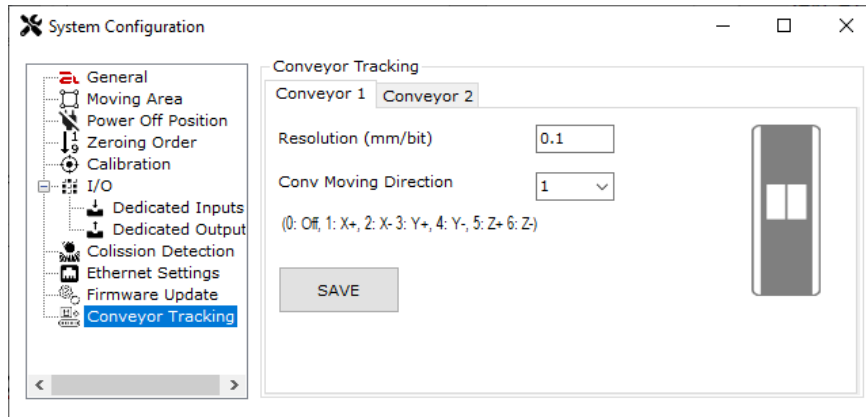 System Configuration
General
Moving Area
Power Off Position
Zeroing Order
Calibration
I/O
Dedicated Inputs
Dedicated Output
Colission Detection
Ethernet Settings
Firmware Update
Conveyor Tracking
Conveyor Tracking
Conveyor 1 Conveyor 2
Resolution (mm/bit) 0.1
Conv Moving Direction 1
(0: Off, 1: X+, 2: X- 3: Y+, 4: Y-, 5: Z+ 6: Z-)
SAVE